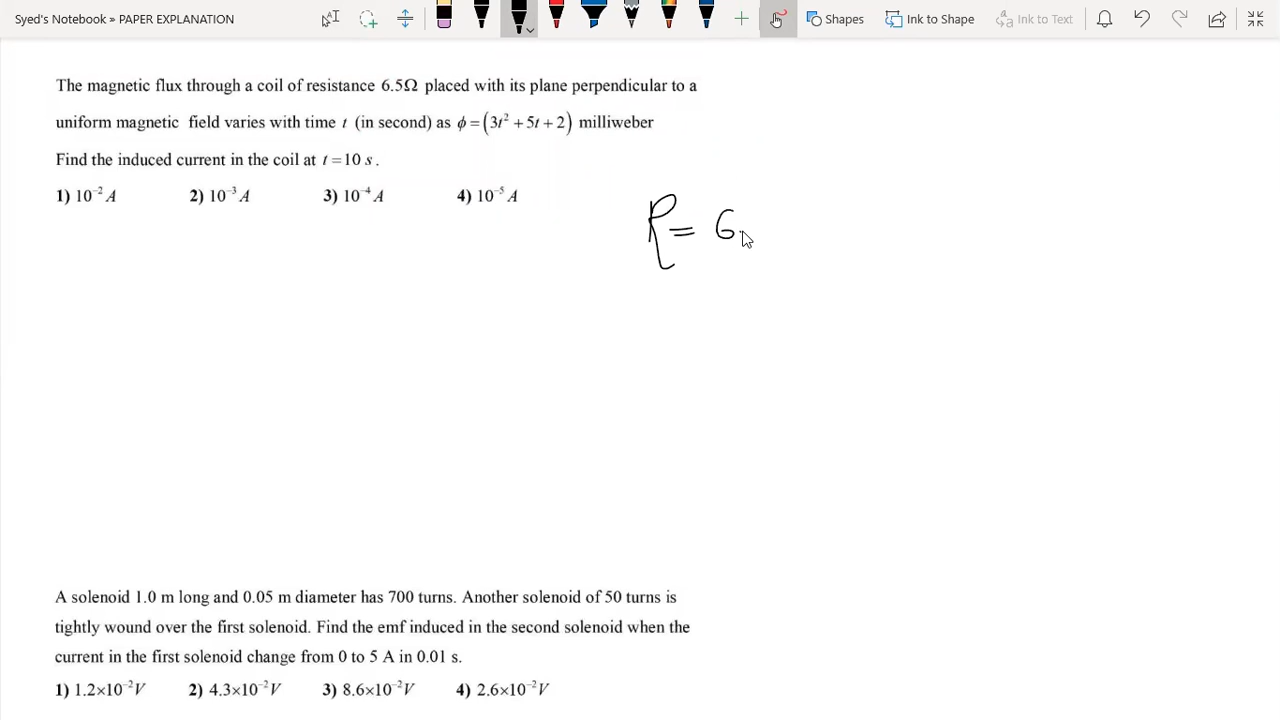 Syed's Notebook » PAPER EXPLANATION
Shapes
Ink to Shape
Ink to Text
The magnetic flux through a coil of resistance 6.5Ω placed with its plane perpendicular to a
uniform magnetic field varies with time t (in second) as ϕ = (3t² + 5t + 2) milliweber
Find the induced current in the coil at t = 10 s.
1) 10⁻² A 2) 10⁻³ A 3) 10⁻⁴ A 4) 10⁻⁵ A
R = 6.
A solenoid 1.0 m long and 0.05 m diameter has 700 turns. Another solenoid of 50 turns is
tightly wound over the first solenoid. Find the emf induced in the second solenoid when the
current in the first solenoid change from 0 to 5 A in 0.01 s.
1) 1.2×10⁻² V 2) 4.3×10⁻² V 3) 8.6×10⁻² V 4) 2.6×10⁻² V